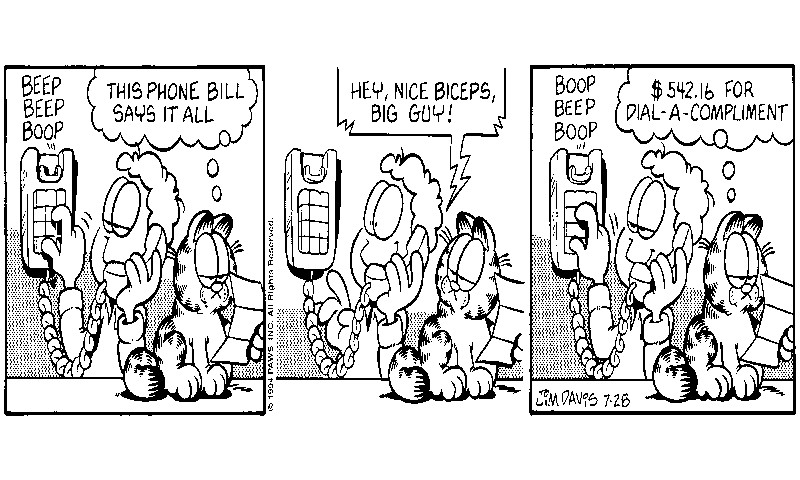 BEEP
BEEP
BOOP
THIS PHONE BILL
SAYS IT ALL
© 1994 PAWS, INC. All Rights Reserved.
HEY, NICE BICEPS,
BIG GUY!
BOOP
BEEP
BOOP
$542.16 FOR
DIAL-A-COMPLIMENT
JIM DAVIS 7-28